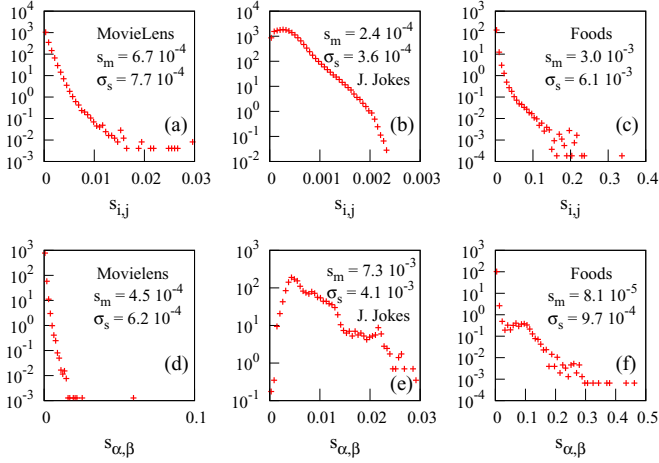 10^4
10^3
10^2
10^1
10^0
10^-1
10^-2
10^-3
0
0.01
0.02
0.03
MovieLens
s_m = 6.7 10^-4
σ_s = 7.7 10^-4
(a)
s_i,j
10^4
10^3
10^2
10^1
10^0
10^-1
10^-2
10^-3
0
0.001
0.002
0.003
s_m = 2.4 10^-4
σ_s = 3.6 10^-4
J. Jokes
(b)
s_i,j
10^3
10^2
10^1
10^0
10^-1
10^-2
10^-3
10^-4
0
0.1
0.2
0.3
0.4
Foods
s_m = 3.0 10^-3
σ_s = 6.1 10^-3
(c)
s_i,j
10^3
10^2
10^1
10^0
10^-1
10^-2
10^-3
0
0.1
Movielens
s_m = 4.5 10^-4
σ_s = 6.2 10^-4
(d)
s_α,β
10^3
10^2
10^1
10^0
10^-1
0
0.01
0.02
0.03
s_m = 7.3 10^-3
σ_s = 4.1 10^-3
J. Jokes
(e)
s_α,β
10^3
10^2
10^1
10^0
10^-1
10^-2
10^-3
10^-4
0
0.1
0.2
0.3
0.4
0.5
Foods
s_m = 8.1 10^-5
σ_s = 9.7 10^-4
(f)
s_α,β